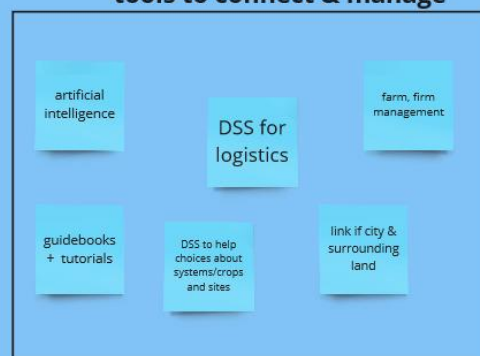 tools to connect & manage
artificial
intelligence
DSS for
logistics
farm, firm
management
guidebooks
+ tutorials
DSS to help
choices about
systems/crops
and sites
link if city &
surrounding
land